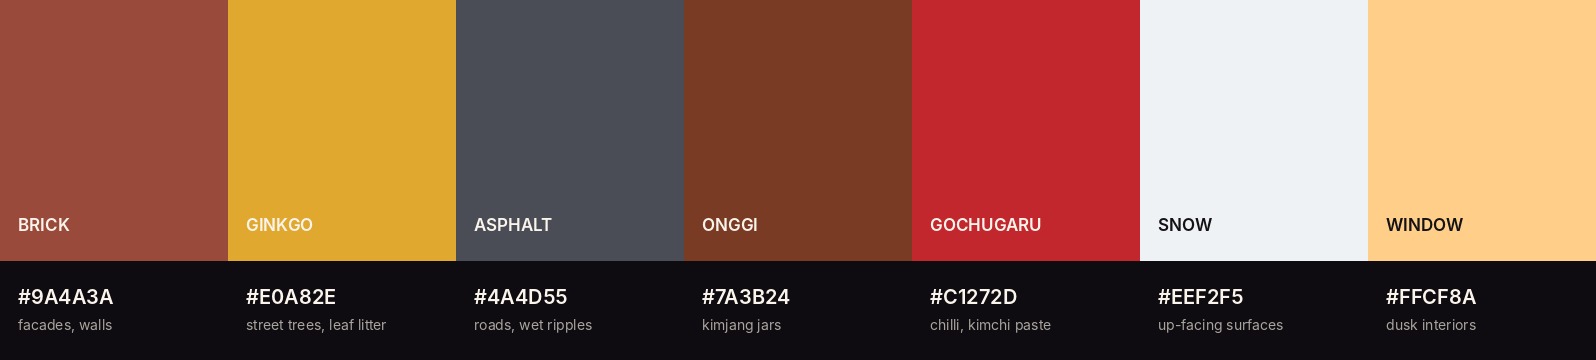 BRICK
GINKGO
ASPHALT
ONGGI
GOCHUGARU
SNOW
WINDOW
#9A4A3A
#E0A82E
#4A4D55
#7A3B24
#C1272D
#EEF2F5
#FFCF8A
facades, walls
street trees, leaf litter
roads, wet ripples
kimjang jars
chilli, kimchi paste
up-facing surfaces
dusk interiors